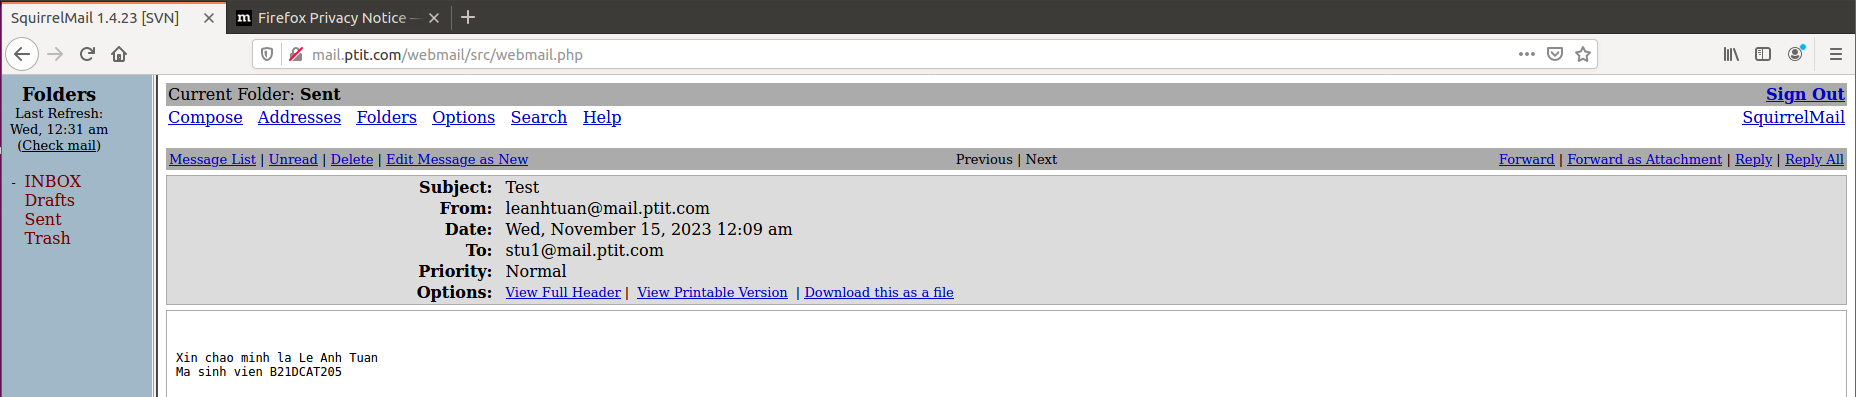 SquirrelMail 1.4.23 [SVN]
Firefox Privacy Notice —
mail.ptit.com/webmail/src/webmail.php
Folders
Last Refresh:
Wed, 12:31 am
(Check mail)
- INBOX
Drafts
Sent
Trash
Current Folder: Sent
Sign Out
Compose Addresses Folders Options Search Help
SquirrelMail
Message List | Unread | Delete | Edit Message as New
Previous | Next
Forward | Forward as Attachment | Reply | Reply All
Subject: Test
From: leanhtuan@mail.ptit.com
Date: Wed, November 15, 2023 12:09 am
To: stu1@mail.ptit.com
Priority: Normal
Options: View Full Header | View Printable Version | Download this as a file
Xin chao minh la Le Anh Tuan
Ma sinh vien B21DCAT205